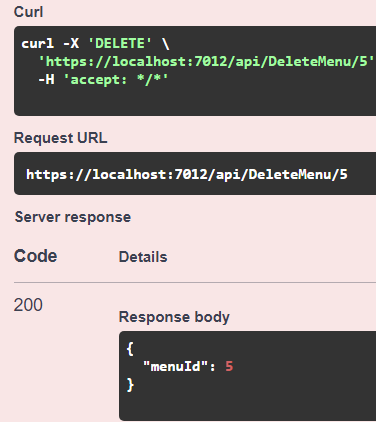 Curl
curl -X 'DELETE' \
'https://localhost:7012/api/DeleteMenu/5'
-H 'accept: */*'
Request URL
https://localhost:7012/api/DeleteMenu/5
Server response
Code Details
200
Response body
{
"menuId": 5
}